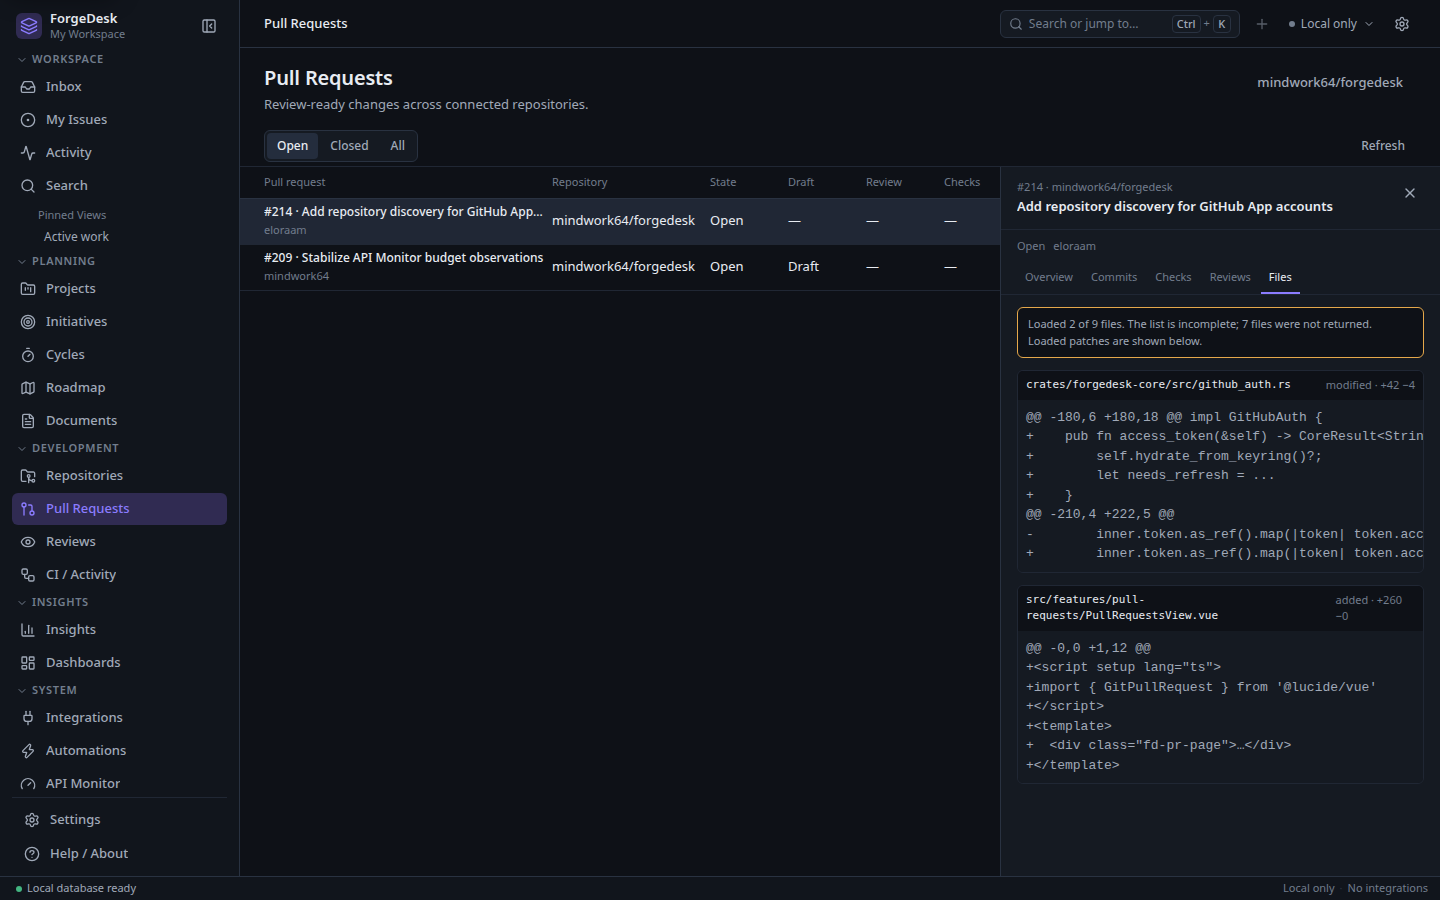 ForgeDesk
My Workspace
WORKSPACE
Inbox
My Issues
Activity
Search
Pinned Views
Active work
PLANNING
Projects
Initiatives
Cycles
Roadmap
Documents
DEVELOPMENT
Repositories
Pull Requests
Reviews
CI / Activity
INSIGHTS
Insights
Dashboards
SYSTEM
Integrations
Automations
API Monitor
Settings
Help / About
Pull Requests
Search or jump to... Ctrl + K
Local only
Pull Requests
Review-ready changes across connected repositories.
mindwork64/forgedesk
Open Closed All
Refresh
Pull request Repository State Draft Review Checks
#214 · Add repository discovery for GitHub App...
eloraam
mindwork64/forgedesk Open — — —
#209 · Stabilize API Monitor budget observations
mindwork64
mindwork64/forgedesk Open Draft — —
#214 · mindwork64/forgedesk
Add repository discovery for GitHub App accounts
Open eloraam
Overview Commits Checks Reviews Files
Loaded 2 of 9 files. The list is incomplete; 7 files were not returned.
Loaded patches are shown below.
crates/forgedesk-core/src/github_auth.rs modified · +42 −4
@@ -180,6 +180,18 @@ impl GitHubAuth {
+    pub fn access_token(&self) -> CoreResult<Strin
+        self.hydrate_from_keyring()?;
+        let needs_refresh = ...
+    }
@@ -210,4 +222,5 @@
-        inner.token.as_ref().map(|token| token.acc
+        inner.token.as_ref().map(|token| token.acc
src/features/pull-
requests/PullRequestsView.vue
added · +260
−0
@@ -0,0 +1,12 @@
+<script setup lang="ts">
+import { GitPullRequest } from '@lucide/vue'
+</script>
+<template>
+  <div class="fd-pr-page">…</div>
+</template>
Local database ready
Local only · No integrations